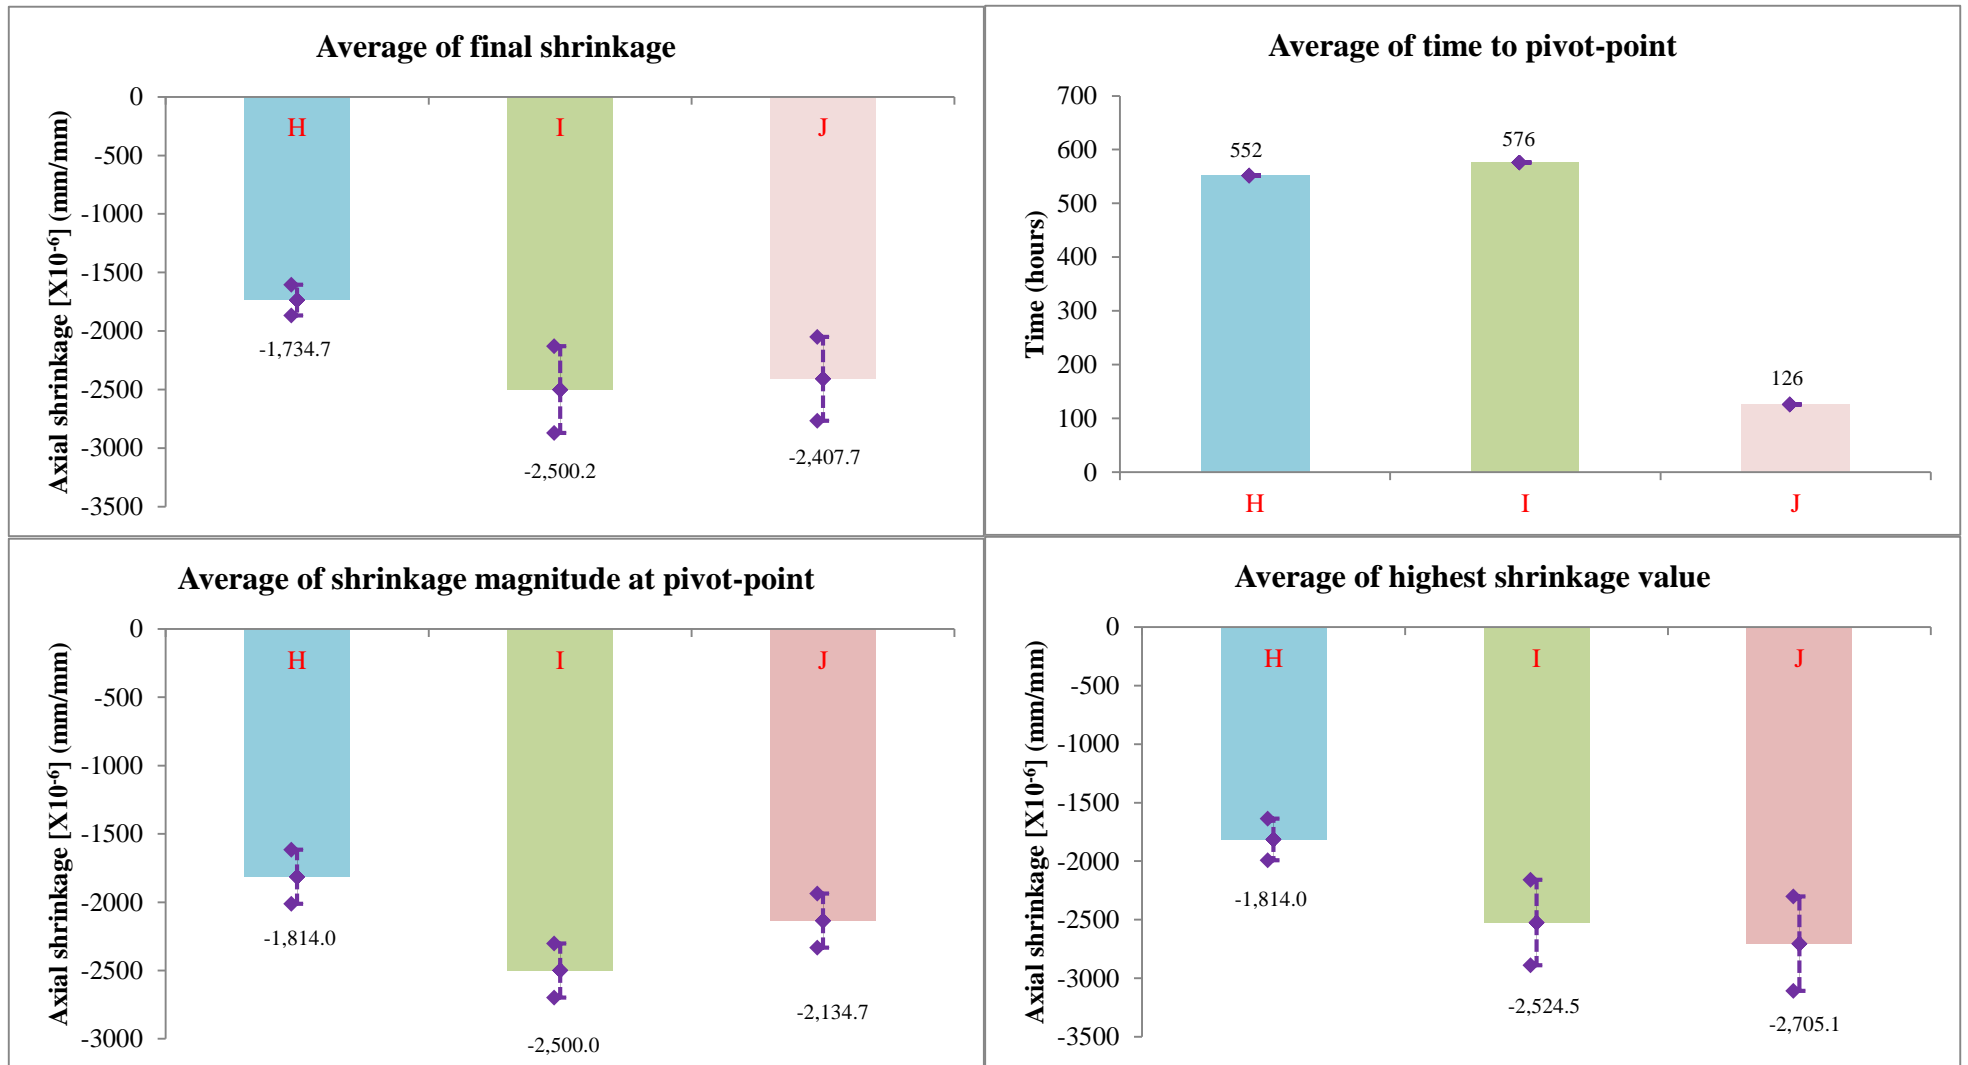 Average of final shrinkage
Axial shrinkage [X10⁻⁶] (mm/mm)
0
-500
-1000
-1500
-2000
-2500
-3000
-3500
H
I
J
-1,734.7
-2,500.2
-2,407.7
Average of time to pivot-point
Time (hours)
700
600
500
400
300
200
100
0
552
576
126
H
I
J
Average of shrinkage magnitude at pivot-point
Axial shrinkage [X10⁻⁶] (mm/mm)
0
-500
-1000
-1500
-2000
-2500
-3000
H
I
J
-1,814.0
-2,500.0
-2,134.7
Average of highest shrinkage value
Axial shrinkage [X10⁻⁶] (mm/mm)
0
-500
-1000
-1500
-2000
-2500
-3000
-3500
H
I
J
-1,814.0
-2,524.5
-2,705.1